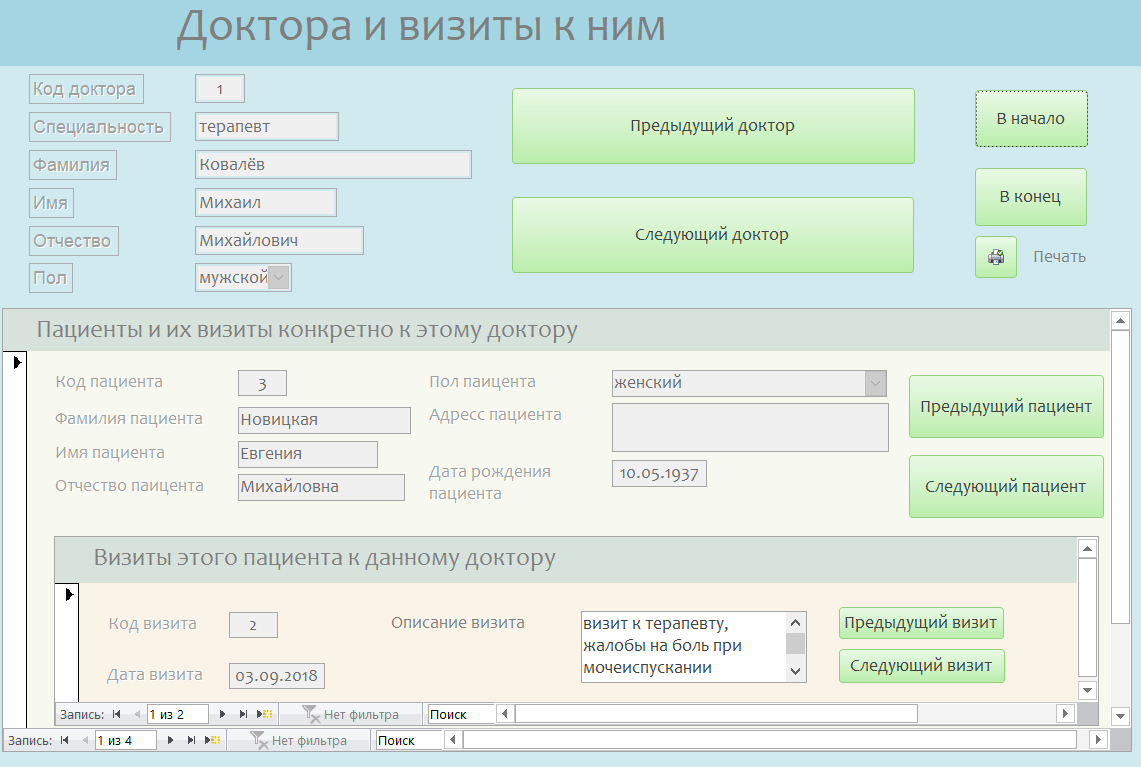 Доктора и визиты к ним
Код доктора 1
Специальность терапевт
Фамилия Ковалёв
Имя Михаил
Отчество Михайлович
Пол мужской
Предыдущий доктор
Следующий доктор
В начало
В конец
Печать
Пациенты и их визиты конкретно к этому доктору
Код пациента 3
Фамилия пациента Новицкая
Имя пациента Евгения
Отчество паицента Михайловна
Пол паицента женский
Адресс пациента
Дата рождения
пациента
10.05.1937
Предыдущий пациент
Следующий пациент
Визиты этого пациента к данному доктору
Код визита 2
Дата визита 03.09.2018
Описание визита
визит к терапевту,
жалобы на боль при
мочеиспускании
Предыдущий визит
Следующий визит
Запись: 1 из 2 Нет фильтра Поиск
Запись: 1 из 4 Нет фильтра Поиск